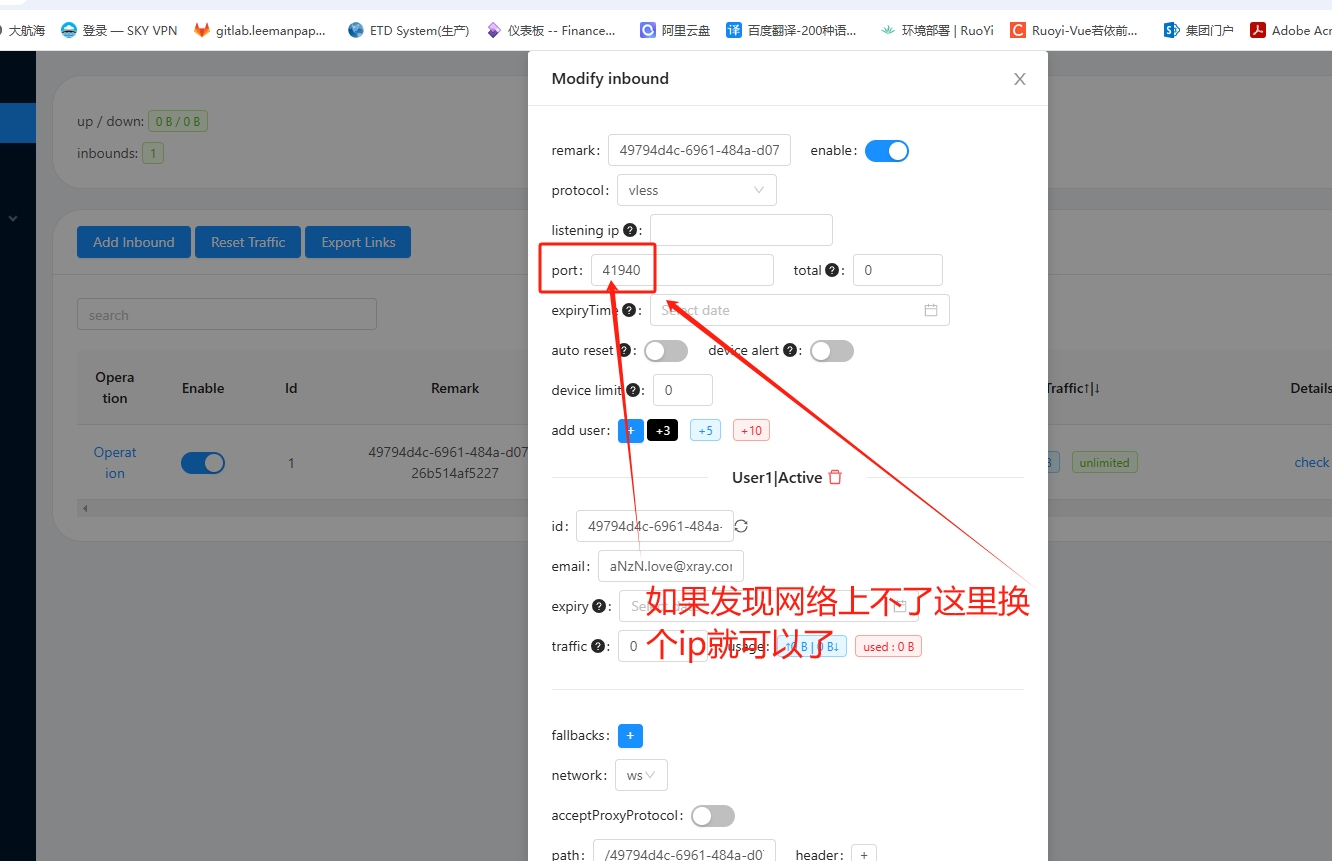 大航海 登录 — SKY VPN gitlab.leemanpap... ETD System(生产) 仪表板 -- Finance... 阿里云盘 百度翻译-200种语... 环境部署 | RuoYi Ruoyi-Vue若依前... 集团门户 Adobe Acr
Modify inbound X
up / down: 0 B / 0 B
inbounds: 1
remark: 49794d4c-6961-484a-d07 enable:
protocol: vless
listening ip ? :
Add Inbound Reset Traffic Export Links
port: 41940 total ? : 0
expiryTime ? : Select date
search
auto reset ? : device alert ? :
Opera
tion
Enable Id Remark Traffic↑|↓ Details
device limit ? : 0
add user: + +3 +5 +10
Operat
ion
1 49794d4c-6961-484a-d07
26b514af5227
unlimited check
User1|Active
id: 49794d4c-6961-484a-
email: aNzN.love@xray.cor
expiry ? :
如果发现网络上不了这里换
个ip就可以了
traffic ? : 0 usage: ↑0 B | 0 B↓ used : 0 B
fallbacks: +
network: ws
acceptProxyProtocol:
path: /49794d4c-6961-484a-d0 header: +